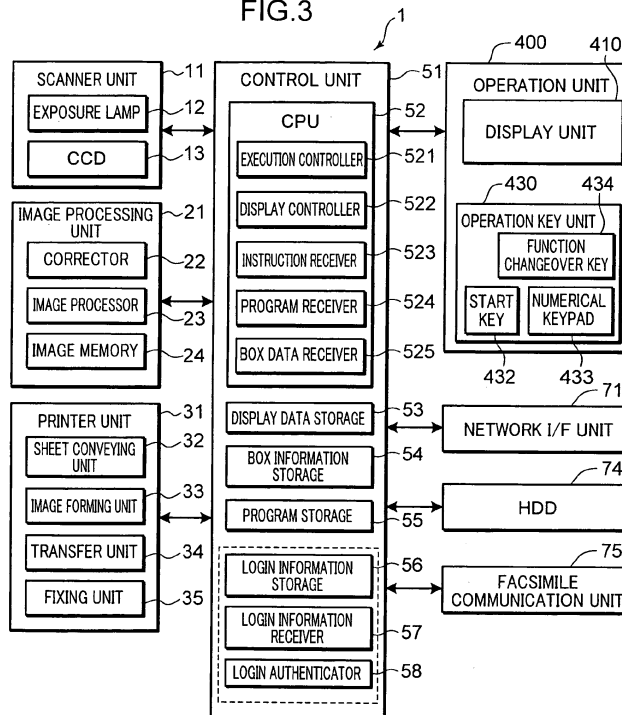 FIG.3
1
SCANNER UNIT
11
EXPOSURE LAMP
12
CCD
13
IMAGE PROCESSING
UNIT
21
CORRECTOR
22
IMAGE PROCESSOR
23
IMAGE MEMORY
24
PRINTER UNIT
31
SHEET CONVEYING
UNIT
32
IMAGE FORMING UNIT
33
TRANSFER UNIT
34
FIXING UNIT
35
CONTROL UNIT
51
CPU
52
EXECUTION CONTROLLER
521
DISPLAY CONTROLLER
522
INSTRUCTION RECEIVER
523
PROGRAM RECEIVER
524
BOX DATA RECEIVER
525
DISPLAY DATA STORAGE
53
BOX INFORMATION
STORAGE
54
PROGRAM STORAGE
55
LOGIN INFORMATION
STORAGE
56
LOGIN INFORMATION
RECEIVER
57
LOGIN AUTHENTICATOR
58
400
410
OPERATION UNIT
DISPLAY UNIT
430
434
OPERATION KEY UNIT
FUNCTION
CHANGEOVER KEY
START
KEY
NUMERICAL
KEYPAD
432
433
71
NETWORK I/F UNIT
74
HDD
75
FACSIMILE
COMMUNICATION UNIT